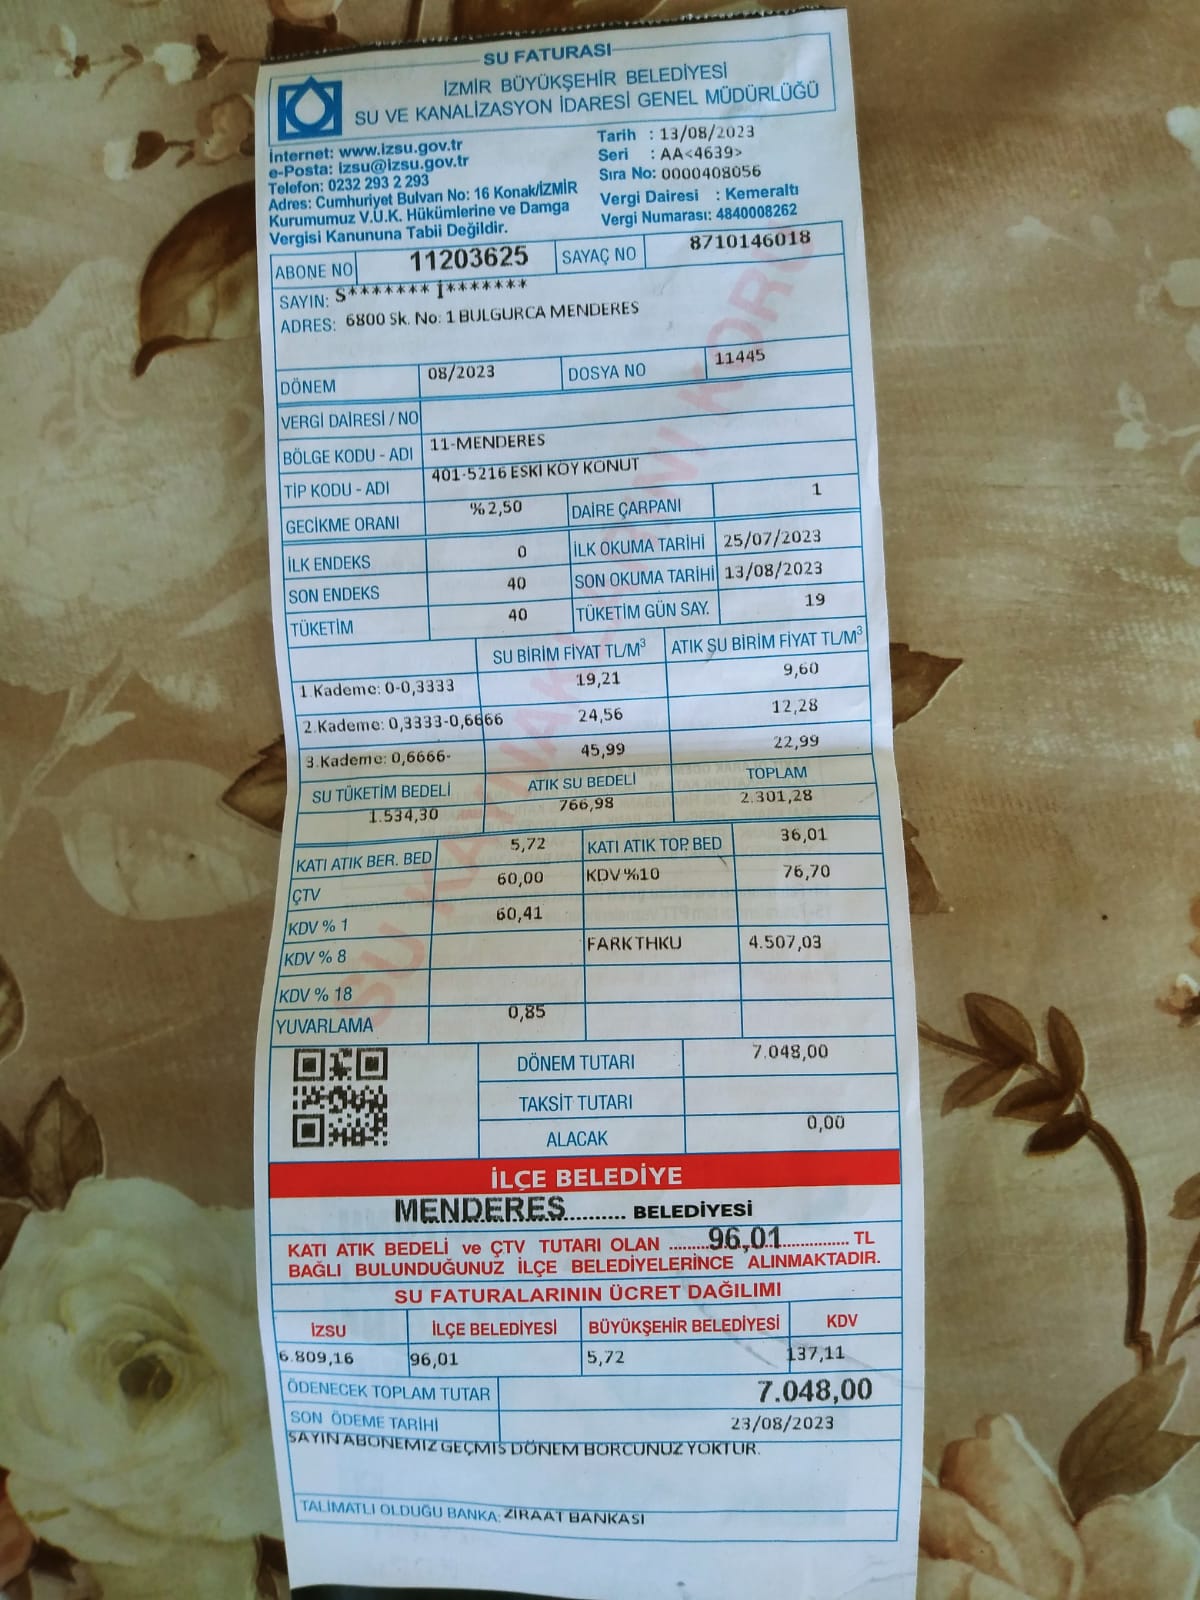 SU FATURASI
İZMİR BÜYÜKŞEHİR BELEDİYESİ
SU VE KANALİZASYON İDARESİ GENEL MÜDÜRLÜĞÜ
İnternet: www.izsu.gov.tr
e-Posta: izsu@izsu.gov.tr
Telefon: 0232 293 2 293
Adres: Cumhuriyet Bulvarı No: 16 Konak/İZMİR
Kurumumuz V.U.K. Hükümlerine ve Damga
Vergisi Kanununa Tabii Değildir.
Tarih : 13/08/2023
Seri : AA<4639>
Sıra No: 0000408056
Vergi Dairesi : Kemeraltı
Vergi Numarası: 4840008262
ABONE NO 11203625 SAYAÇ NO 8710146018
SAYIN: S******* İ*******
ADRES: 6800 Sk. No: 1 BULGURCA MENDERES
DÖNEM 08/2023 DOSYA NO 11445
VERGİ DAİRESİ / NO
BÖLGE KODU - ADI 11-MENDERES
TİP KODU - ADI 401-5216 ESKİ KÖY KONUT
GECİKME ORANI %2,50 DAİRE ÇARPANI 1
İLK ENDEKS 0 İLK OKUMA TARİHİ 25/07/2023
SON ENDEKS 40 SON OKUMA TARİHİ 13/08/2023
TÜKETİM 40 TÜKETİM GÜN SAY. 19
SU BİRİM FİYAT TL/M³ ATIK SU BİRİM FİYAT TL/M³
1.Kademe: 0-0,3333 19,21 9,60
2.Kademe: 0,3333-0,6666 24,56 12,28
3.Kademe: 0,6666- 45,99 22,99
SU TÜKETİM BEDELİ ATIK SU BEDELİ TOPLAM
1.534,30 766,98 2.301,28
KATI ATIK BER. BED 5,72 KATI ATIK TOP. BED 36,01
ÇTV 60,00 KDV %10 76,70
KDV % 1 60,41
KDV % 8 FARKTHKU 4.507,03
KDV % 18
YUVARLAMA 0,85
DÖNEM TUTARI 7.048,00
TAKSİT TUTARI
ALACAK 0,00
İLÇE BELEDİYE
MENDERES.......... BELEDİYESİ
KATI ATIK BEDELİ ve ÇTV TUTARI OLAN ......96,01.......... TL
BAĞLI BULUNDUĞUNUZ İLÇE BELEDİYELERİNCE ALINMAKTADIR.
SU FATURALARININ ÜCRET DAĞILIMI
İZSU İLÇE BELEDİYESİ BÜYÜKŞEHİR BELEDİYESİ KDV
6.809,16 96,01 5,72 137,11
ÖDENECEK TOPLAM TUTAR 7.048,00
SON ÖDEME TARİHİ 23/08/2023
SAYIN ABONEMİZ GEÇMİŞ DÖNEM BORCUNUZ YOKTUR.
TALİMATLI OLDUĞU BANKA: ZİRAAT BANKASI
SU KAYNAKLARINI KORU